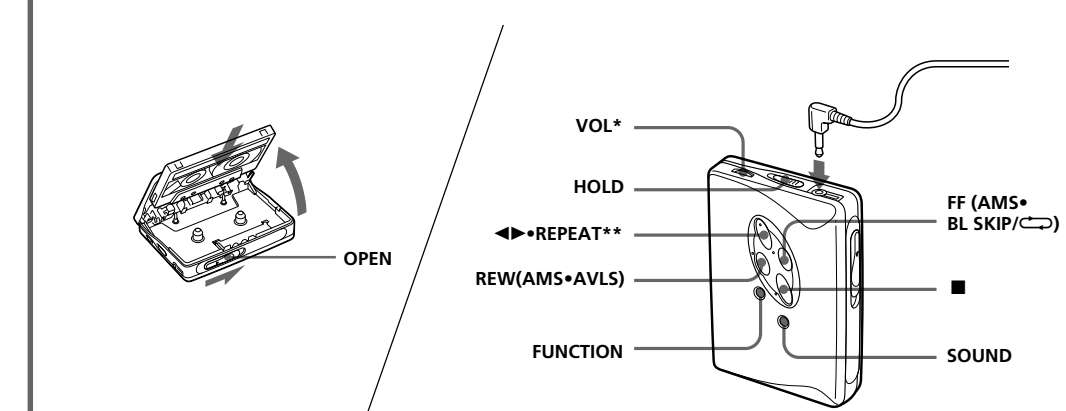 OPEN
VOL*
HOLD
◀▶•REPEAT**
REW(AMS•AVLS)
FUNCTION
FF (AMS•
BL SKIP/⮌)
■
SOUND